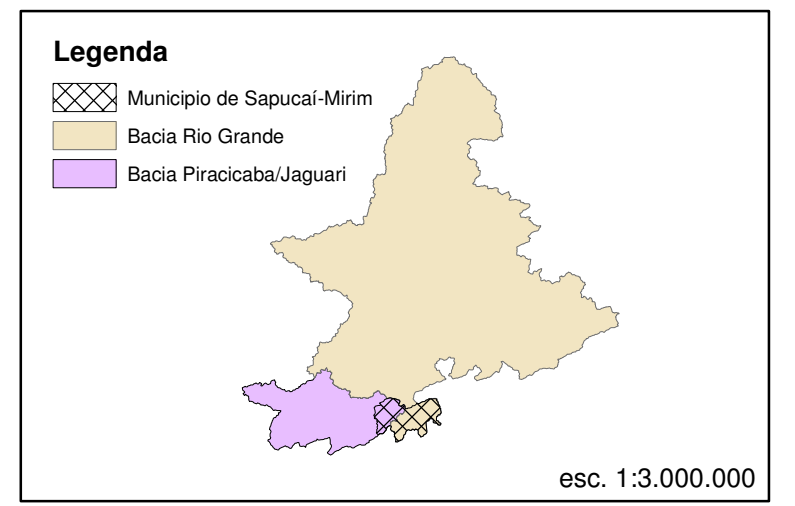 Legenda
Municipio de Sapucaí-Mirim
Bacia Rio Grande
Bacia Piracicaba/Jaguari
esc. 1:3.000.000